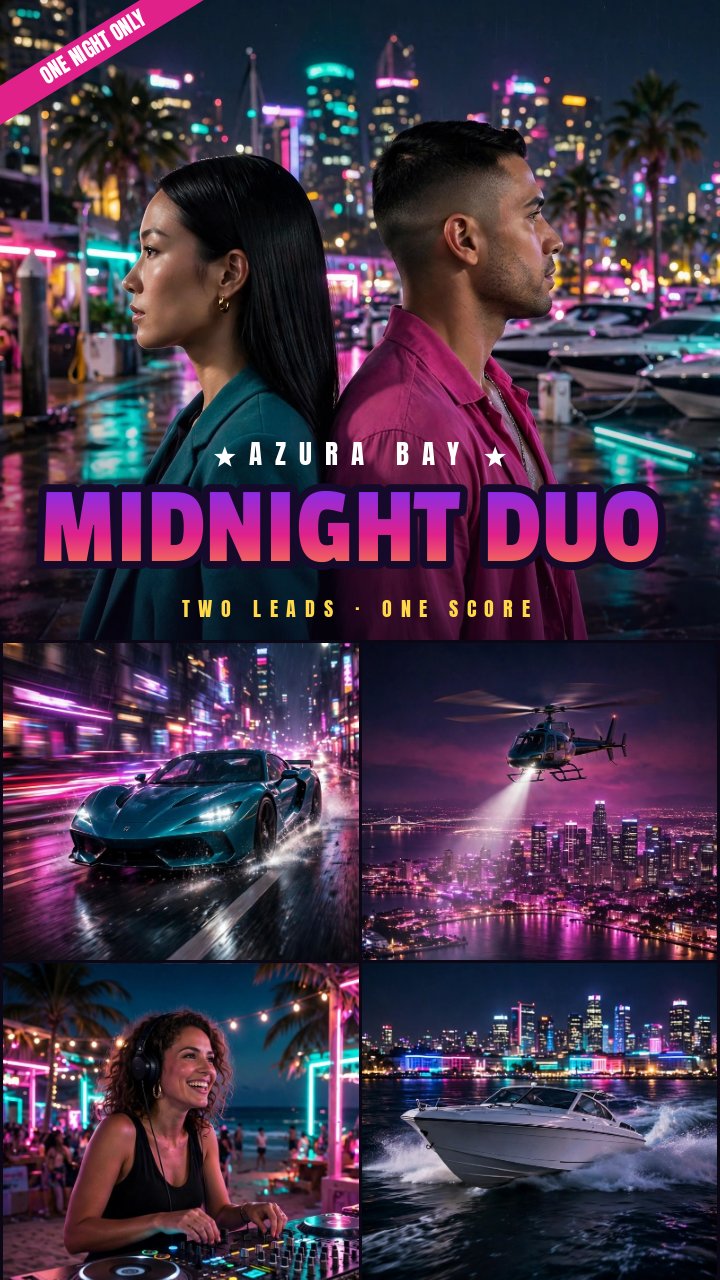 ONE NIGHT ONLY
★ AZURA BAY ★
MIDNIGHT DUO
TWO LEADS · ONE SCORE